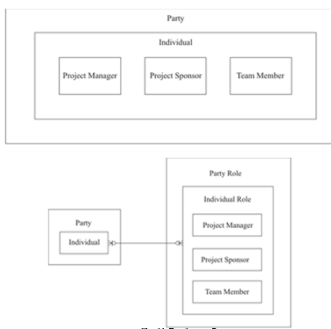 Party
Individual
Project Manager
Project Sponsor
Team Member
Party Role
Individual Role
Party
Individual
Project Manager
Project Sponsor
Team Member